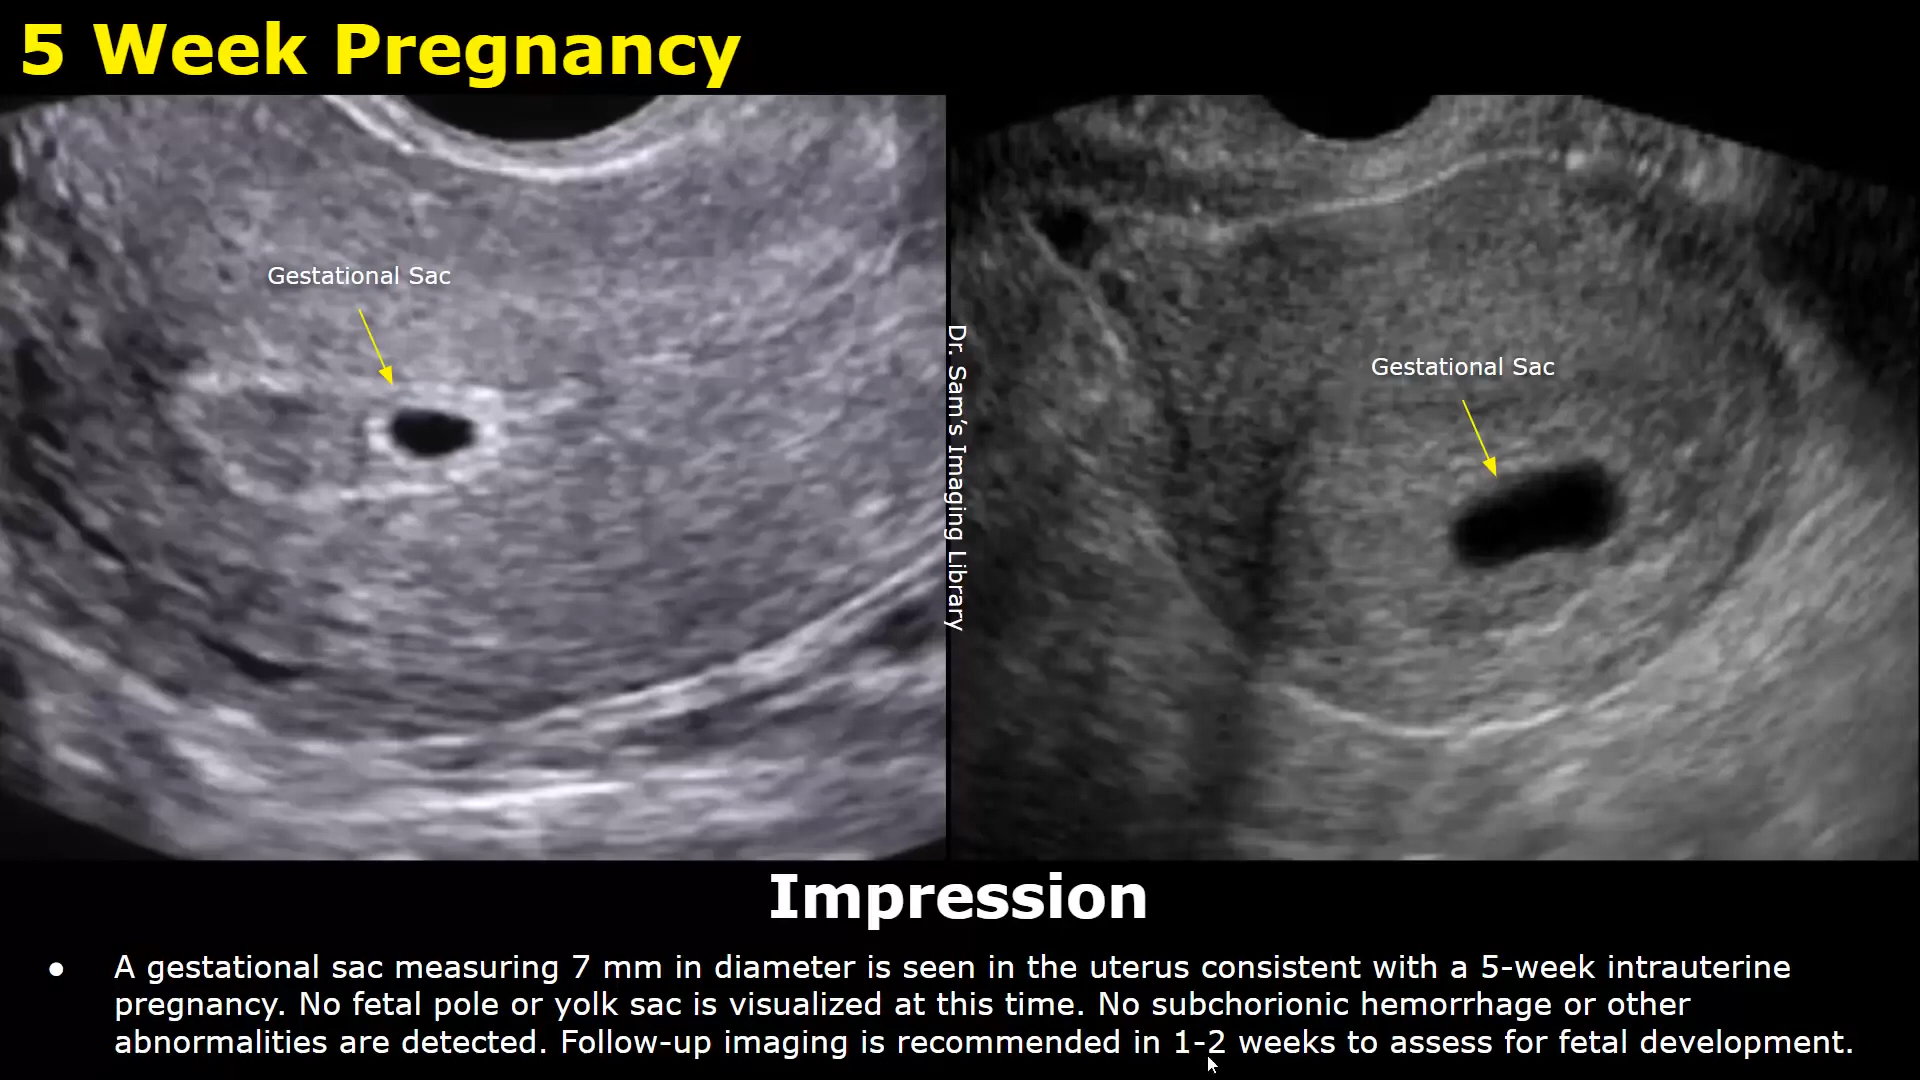 5 Week Pregnancy
Gestational Sac
Gestational Sac
Dr. Sam's Imaging Library
Impression
● A gestational sac measuring 7 mm in diameter is seen in the uterus consistent with a 5-week intrauterine
pregnancy. No fetal pole or yolk sac is visualized at this time. No subchorionic hemorrhage or other
abnormalities are detected. Follow-up imaging is recommended in 1-2 weeks to assess for fetal development.